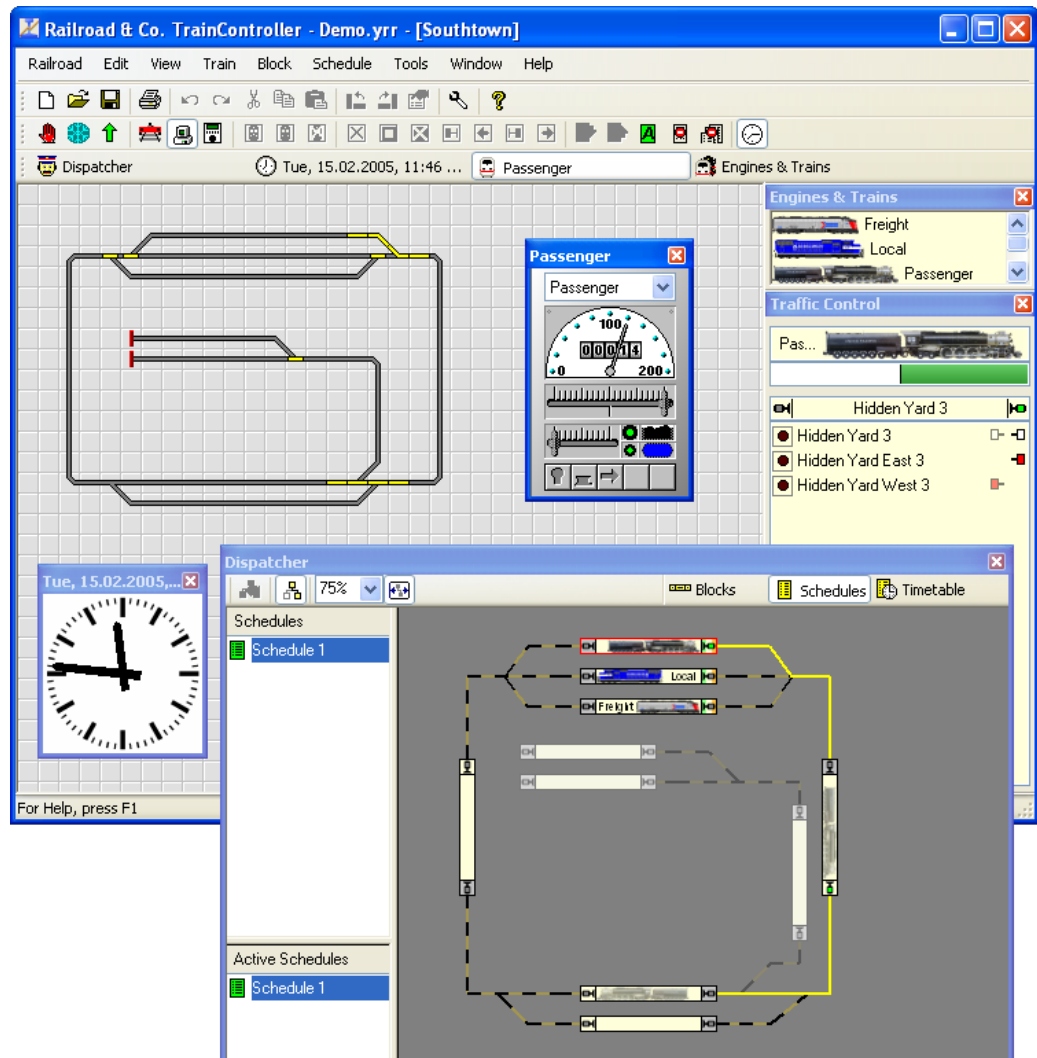 Railroad & Co. TrainController - Demo.yrr - [Southtown]
Railroad Edit View Train Block Schedule Tools Window Help
Dispatcher Tue, 15.02.2005, 11:46 ... Passenger Engines & Trains
Engines & Trains
Freight
Local
Passenger
Passenger
Passenger
100
00014
0 200
Traffic Control
Pas...
Hidden Yard 3
Hidden Yard 3
Hidden Yard East 3
Hidden Yard West 3
Tue, 15.02.2005,...
Dispatcher
75% Blocks Schedules Timetable
Schedules
Schedule 1
Local
Freight
Active Schedules
Schedule 1
For Help, press F1